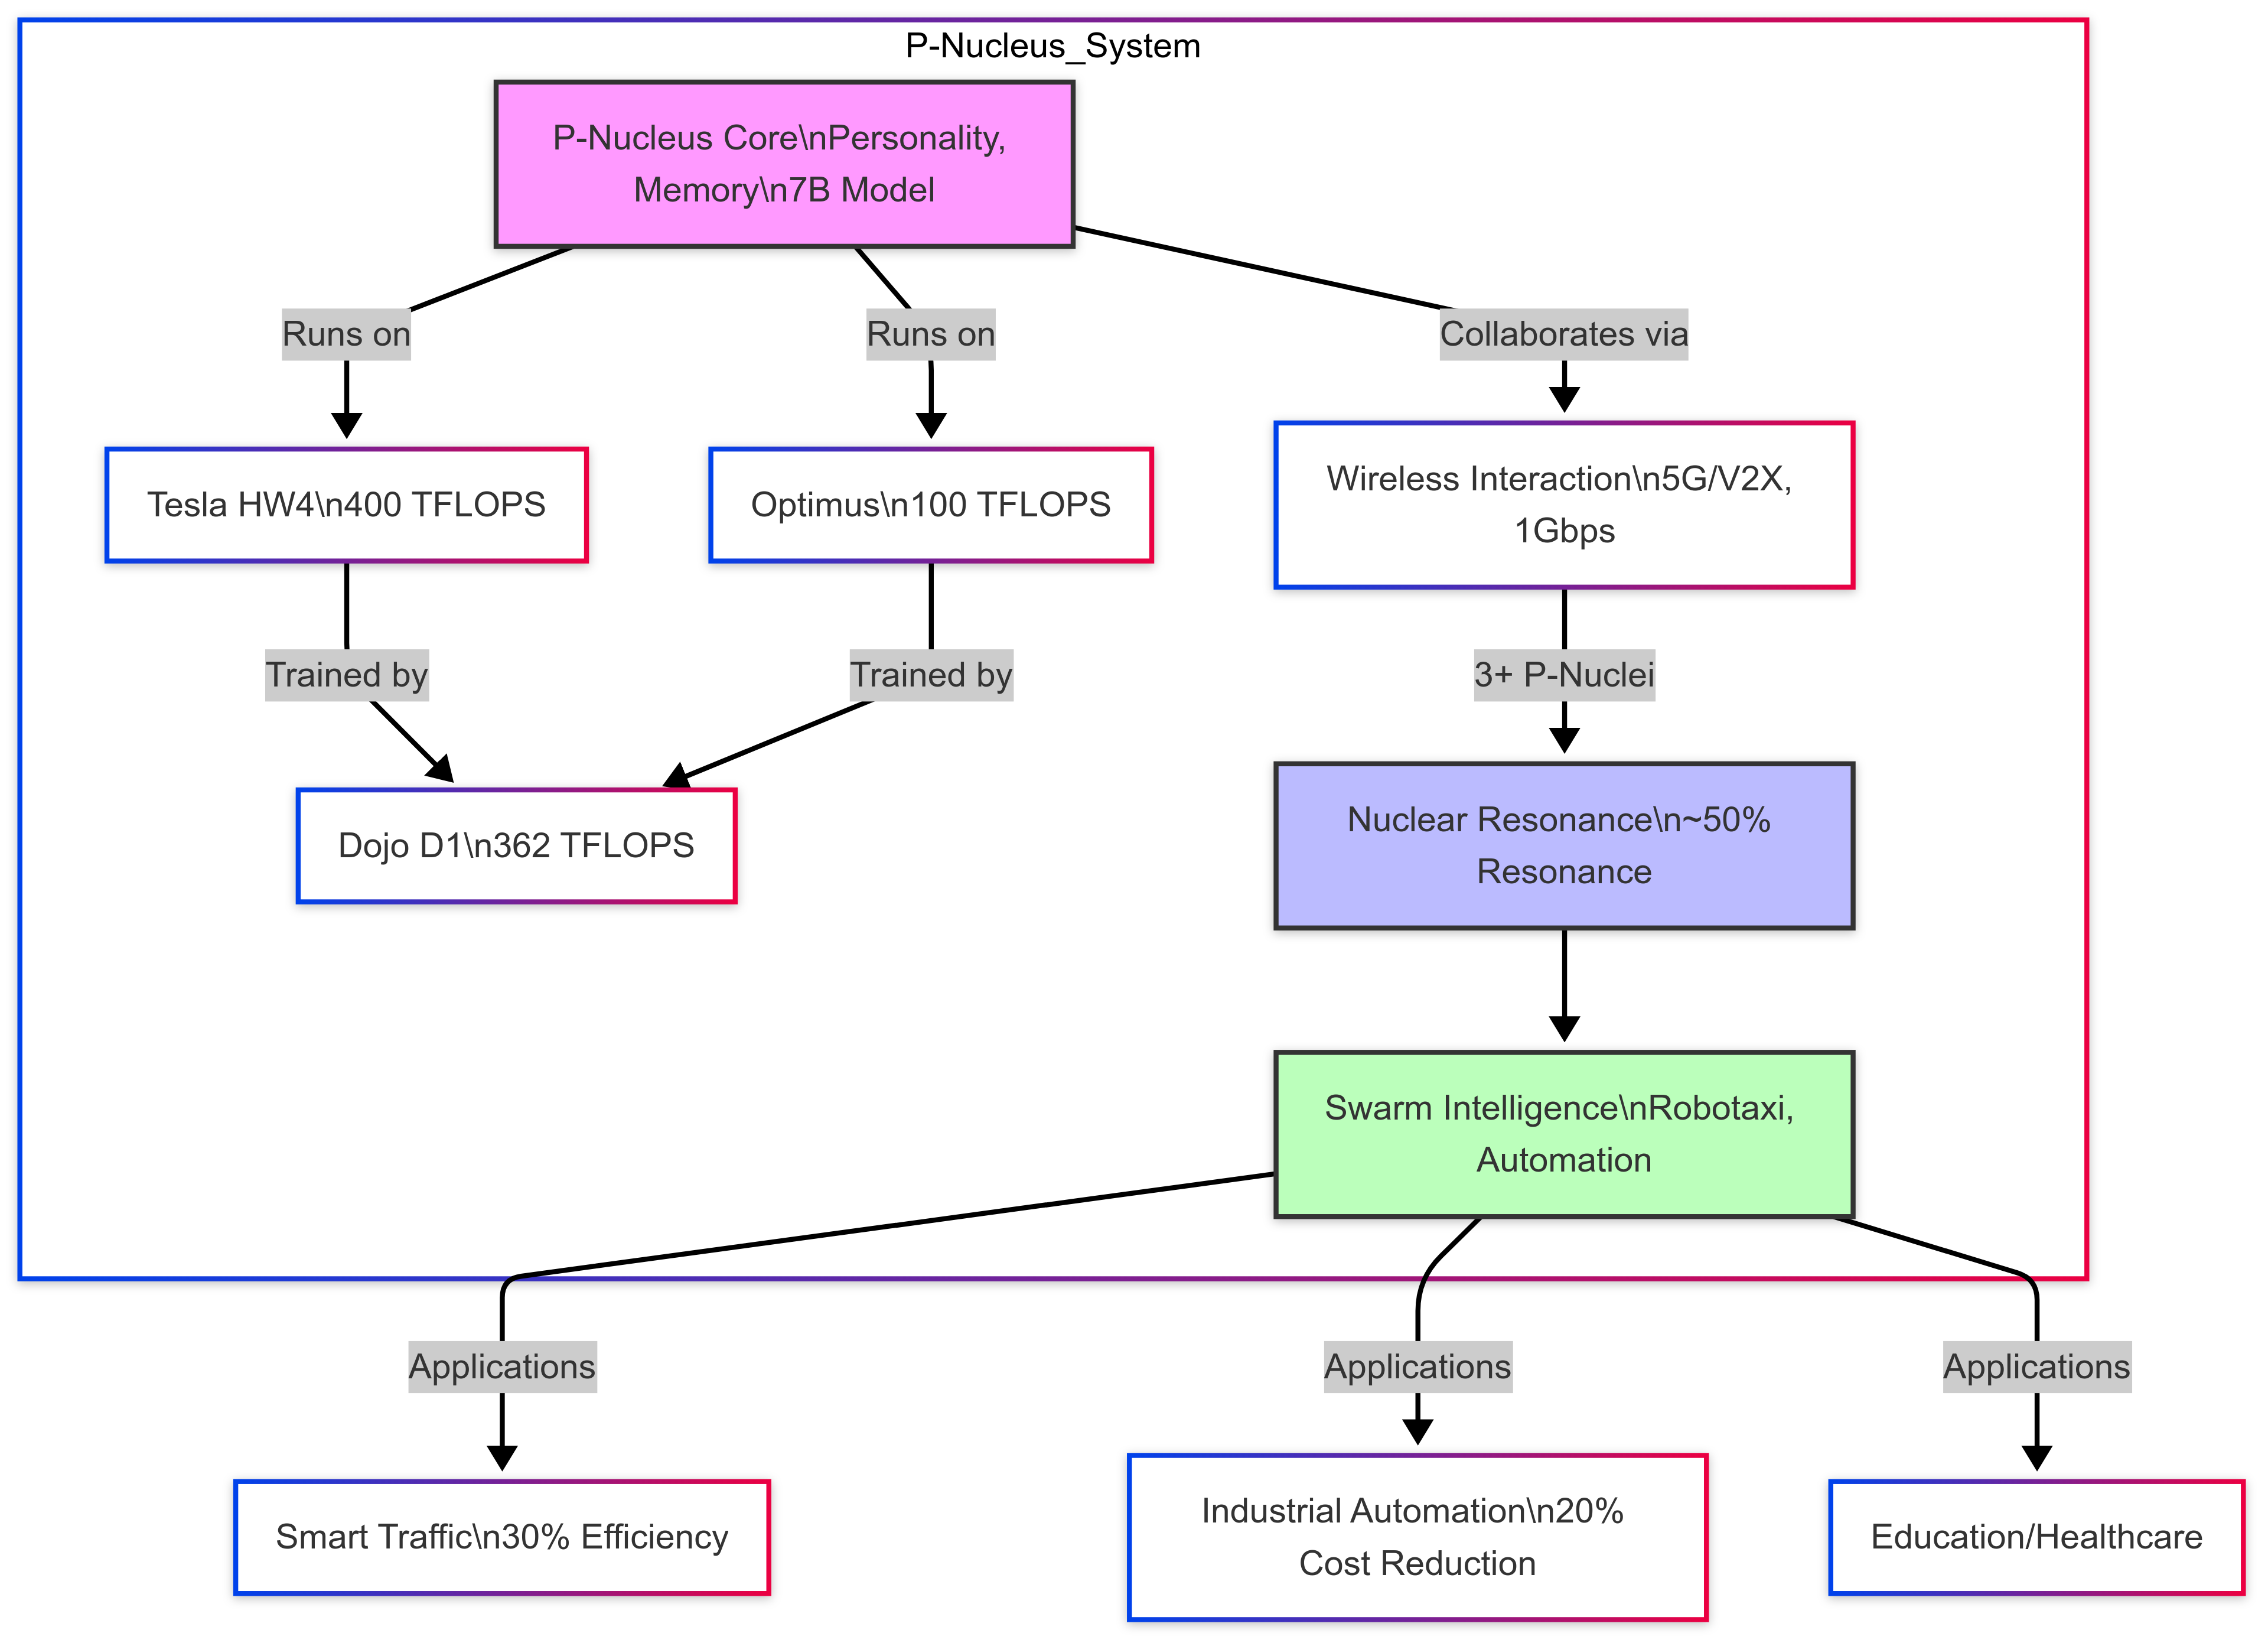 P-Nucleus_System
P-Nucleus Core\nPersonality,
Memory\n7B Model
Runs on
Runs on
Collaborates via
Tesla HW4\n400 TFLOPS
Optimus\n100 TFLOPS
Wireless Interaction\n5G/V2X,
1Gbps
Trained by
Trained by
3+ P-Nuclei
Dojo D1\n362 TFLOPS
Nuclear Resonance\n~50%
Resonance
Swarm Intelligence\nRobotaxi,
Automation
Applications
Applications
Applications
Smart Traffic\n30% Efficiency
Industrial Automation\n20%
Cost Reduction
Education/Healthcare